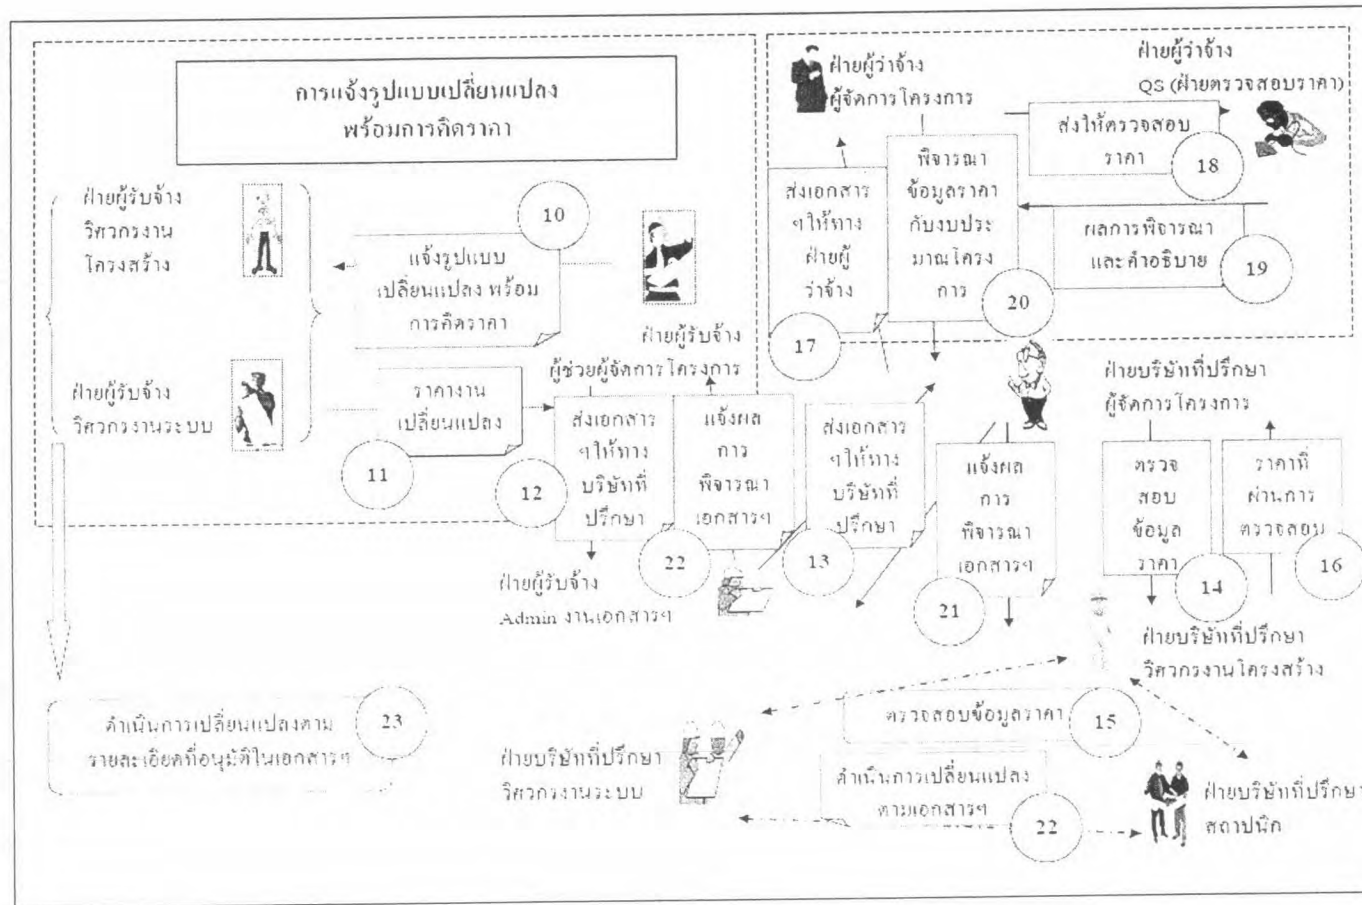 การแจ้งรูปแบบเปลี่ยนแปลง
พร้อมการคิดราคา
ฝ่ายผู้รับจ้าง
วิศวกรงาน
โครงสร้าง
10
แจ้งรูปแบบ
เปลี่ยนแปลง พร้อม
การคิดราคา
ฝ่ายผู้รับจ้าง
ผู้ช่วยผู้จัดการโครงการ
ฝ่ายผู้รับจ้าง
วิศวกรงานระบบ
ราคางาน
เปลี่ยนแปลง
11
12
ส่งเอกสาร
ฯให้ทาง
บริษัทที่
ปรึกษา
แจ้งผล
การ
พิจารณา
เอกสารฯ
22
ฝ่ายผู้รับจ้าง
Admin งานเอกสารฯ
ส่งเอกสาร
ฯให้ทาง
บริษัทที่
ปรึกษา
13
ฝ่ายผู้ว่าจ้าง
ผู้จัดการโครงการ
ฝ่ายผู้ว่าจ้าง
QS (ฝ่ายตรวจสอบราคา)
ส่งให้ตรวจสอบ
ราคา
18
ส่งเอกสาร
ฯให้ทาง
ฝ่ายผู้
ว่าจ้าง
17
พิจารณา
ข้อมูลราคา
กับงบประ
มาณโครง
การ
20
ผลการพิจารณา
และคำอธิบาย
19
ฝ่ายบริษัทที่ปรึกษา
ผู้จัดการโครงการ
แจ้งผล
การ
พิจารณา
เอกสารฯ
21
ตรวจ
สอบ
ข้อมูล
ราคา
14
ราคาที่
ผ่านการ
ตรวจสอบ
16
ฝ่ายบริษัทที่ปรึกษา
วิศวกรงานโครงสร้าง
ดำเนินการเปลี่ยนแปลงตาม
รายละเอียดที่อนุมัติในเอกสารฯ
23
ตรวจสอบข้อมูลราคา
15
ฝ่ายบริษัทที่ปรึกษา
วิศวกรงานระบบ
ดำเนินการเปลี่ยนแปลง
ตามเอกสารฯ
22
ฝ่ายบริษัทที่ปรึกษา
สถาปนิก